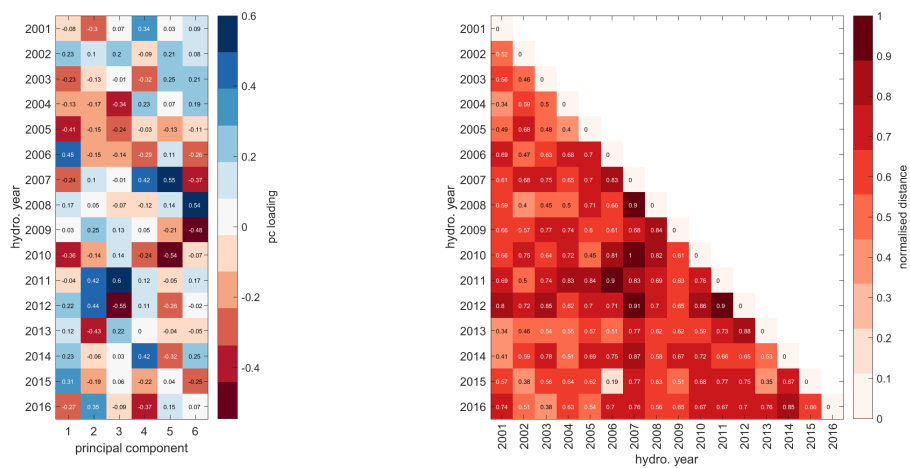 hydro. year
2001 -0.08 -0.3 0.07 0.34 0.03 0.09
2002 0.23 0.1 0.2 -0.09 0.21 0.08
2003 -0.23 -0.13 -0.01 -0.32 0.25 0.21
2004 -0.13 -0.17 -0.34 0.23 0.07 0.19
2005 -0.41 -0.15 -0.24 -0.03 -0.13 -0.11
2006 0.45 -0.15 -0.14 -0.29 0.11 -0.26
2007 -0.24 0.1 -0.01 0.42 0.55 -0.37
2008 0.17 0.05 -0.07 -0.12 0.14 0.54
2009 0.03 0.25 0.13 0.05 -0.21 -0.48
2010 -0.36 -0.14 0.14 -0.24 -0.54 -0.07
2011 -0.04 0.42 0.6 0.12 -0.05 0.17
2012 0.22 0.44 -0.55 0.11 -0.26 -0.02
2013 0.12 -0.43 0.22 0 -0.04 -0.05
2014 0.23 -0.06 0.03 0.42 -0.32 0.25
2015 0.31 -0.19 0.06 -0.22 0.04 -0.25
2016 -0.27 0.35 -0.09 -0.37 0.15 0.07
1 2 3 4 5 6
principal component
0.6
0.4
0.2
0
-0.2
-0.4
pc loading
hydro. year
2001 0
2002 0.52 0
2003 0.56 0.46 0
2004 0.34 0.59 0.5 0
2005 0.49 0.68 0.48 0.4 0
2006 0.69 0.47 0.63 0.68 0.7 0
2007 0.61 0.68 0.75 0.65 0.7 0.83 0
2008 0.59 0.4 0.45 0.5 0.71 0.66 0.9 0
2009 0.66 0.57 0.77 0.74 0.6 0.61 0.88 0.84 0
2010 0.66 0.75 0.64 0.72 0.45 0.81 1 0.82 0.61 0
2011 0.69 0.5 0.74 0.83 0.84 0.9 0.83 0.69 0.63 0.76 0
2012 0.8 0.72 0.85 0.62 0.71 0.77 0.91 0.7 0.65 0.86 0.9 0
2013 0.34 0.46 0.54 0.55 0.57 0.51 0.77 0.62 0.62 0.59 0.73 0.88 0
2014 0.41 0.59 0.78 0.51 0.69 0.75 0.87 0.58 0.67 0.72 0.66 0.65 0.53 0
2015 0.57 0.38 0.56 0.64 0.62 0.19 0.77 0.63 0.51 0.68 0.77 0.75 0.35 0.67 0
2016 0.74 0.51 0.38 0.63 0.54 0.7 0.76 0.56 0.65 0.67 0.67 0.7 0.76 0.85 0.66 0
2001 2002 2003 2004 2005 2006 2007 2008 2009 2010 2011 2012 2013 2014 2015 2016
hydro. year
1
0.9
0.8
0.7
0.6
0.5
0.4
0.3
0.2
0.1
0
normalised distance